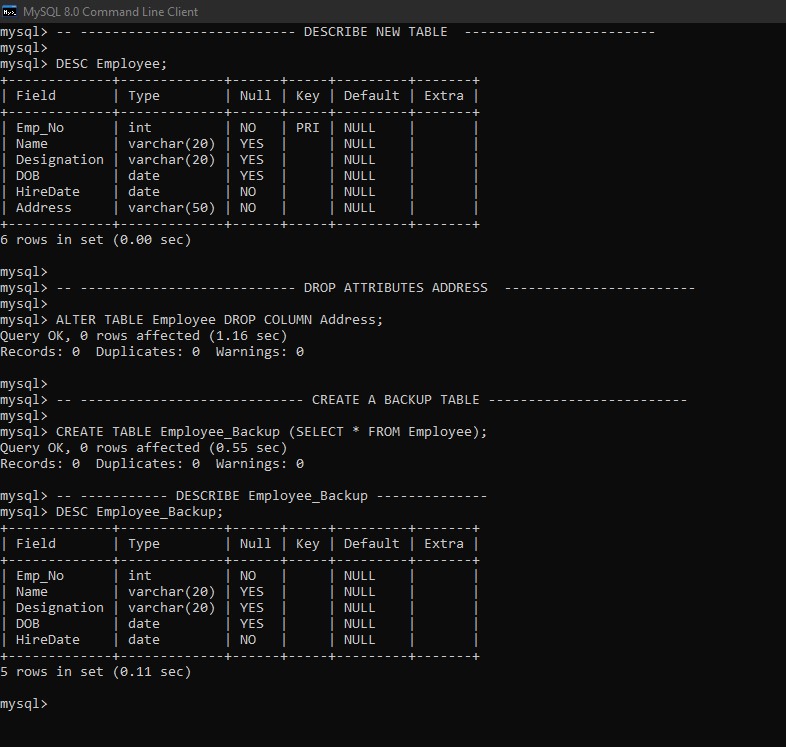 MySQL 8.0 Command Line Client
mysql> -- --------------------------- DESCRIBE NEW TABLE  ------------------------
mysql>
mysql> DESC Employee;
+-------------+-------------+------+-----+---------+-------+
| Field       | Type        | Null | Key | Default | Extra |
+-------------+-------------+------+-----+---------+-------+
| Emp_No      | int         | NO   | PRI | NULL    |       |
| Name        | varchar(20) | YES  |     | NULL    |       |
| Designation | varchar(20) | YES  |     | NULL    |       |
| DOB         | date        | YES  |     | NULL    |       |
| HireDate    | date        | NO   |     | NULL    |       |
| Address     | varchar(50) | NO   |     | NULL    |       |
+-------------+-------------+------+-----+---------+-------+
6 rows in set (0.00 sec)
mysql>
mysql> -- --------------------------- DROP ATTRIBUTES ADDRESS  ------------------------
mysql>
mysql> ALTER TABLE Employee DROP COLUMN Address;
Query OK, 0 rows affected (1.16 sec)
Records: 0  Duplicates: 0  Warnings: 0
mysql>
mysql> -- ---------------------------- CREATE A BACKUP TABLE -------------------------
mysql>
mysql> CREATE TABLE Employee_Backup (SELECT * FROM Employee);
Query OK, 0 rows affected (0.55 sec)
Records: 0  Duplicates: 0  Warnings: 0
mysql> -- ----------- DESCRIBE Employee_Backup --------------
mysql> DESC Employee_Backup;
+-------------+-------------+------+-----+---------+-------+
| Field       | Type        | Null | Key | Default | Extra |
+-------------+-------------+------+-----+---------+-------+
| Emp_No      | int         | NO   |     | NULL    |       |
| Name        | varchar(20) | YES  |     | NULL    |       |
| Designation | varchar(20) | YES  |     | NULL    |       |
| DOB         | date        | YES  |     | NULL    |       |
| HireDate    | date        | NO   |     | NULL    |       |
+-------------+-------------+------+-----+---------+-------+
5 rows in set (0.11 sec)
mysql>